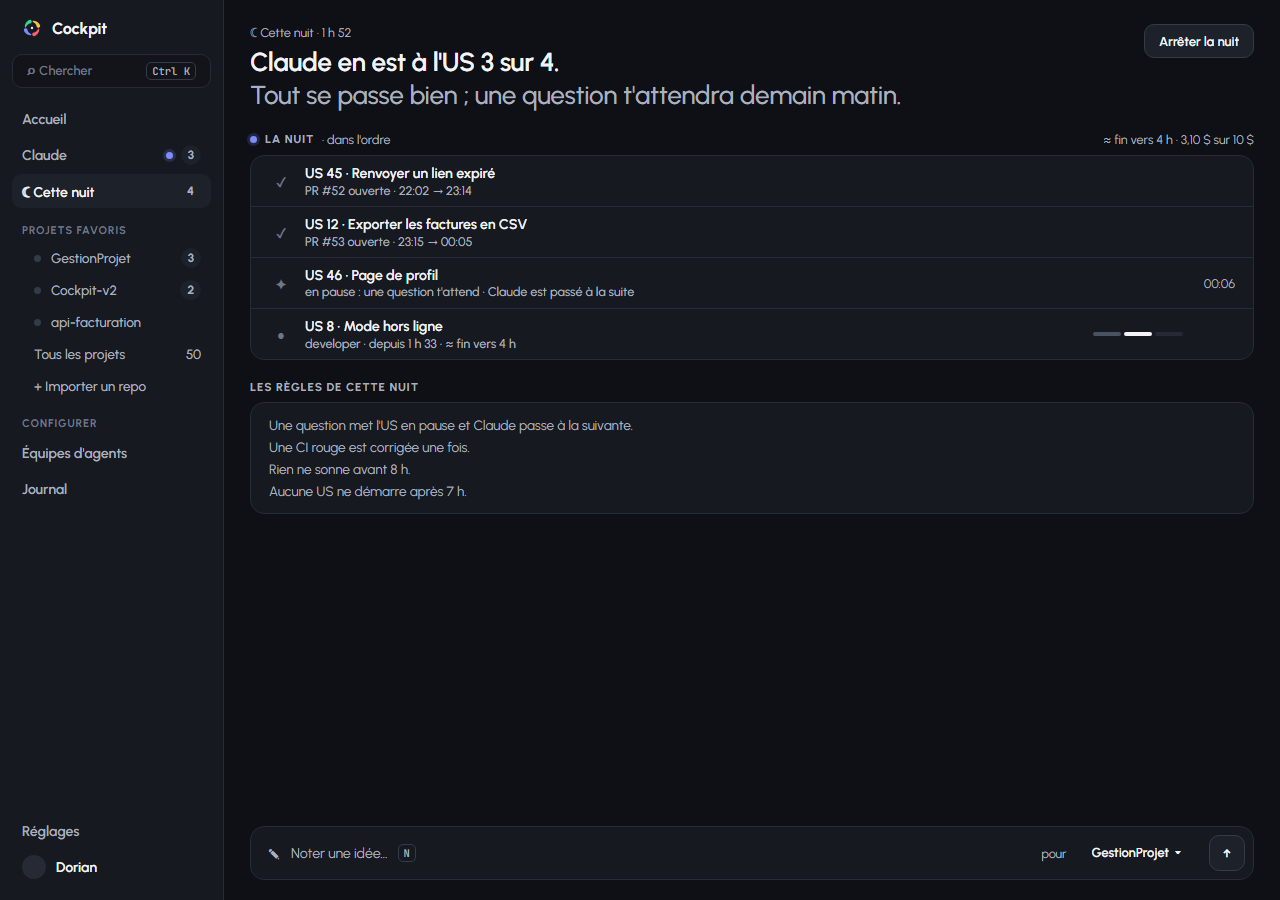 Cockpit
Chercher
Ctrl K
Accueil
Claude 3
Cette nuit 4
PROJETS FAVORIS
GestionProjet 3
Cockpit-v2 2
api-facturation
Tous les projets 50
+ Importer un repo
CONFIGURER
Équipes d'agents
Journal
Réglages
Dorian
☾ Cette nuit · 1 h 52
Arrêter la nuit
Claude en est à l'US 3 sur 4.
Tout se passe bien ; une question t'attendra demain matin.
LA NUIT · dans l'ordre
≈ fin vers 4 h · 3,10 $ sur 10 $
✓ US 45 · Renvoyer un lien expiré
PR #52 ouverte · 22:02 → 23:14
✓ US 12 · Exporter les factures en CSV
PR #53 ouverte · 23:15 → 00:05
✦ US 46 · Page de profil
en pause : une question t'attend · Claude est passé à la suite
00:06
US 8 · Mode hors ligne
developer · depuis 1 h 33 · ≈ fin vers 4 h
LES RÈGLES DE CETTE NUIT
Une question met l'US en pause et Claude passe à la suivante.
Une CI rouge est corrigée une fois.
Rien ne sonne avant 8 h.
Aucune US ne démarre après 7 h.
Noter une idée... N
pour GestionProjet